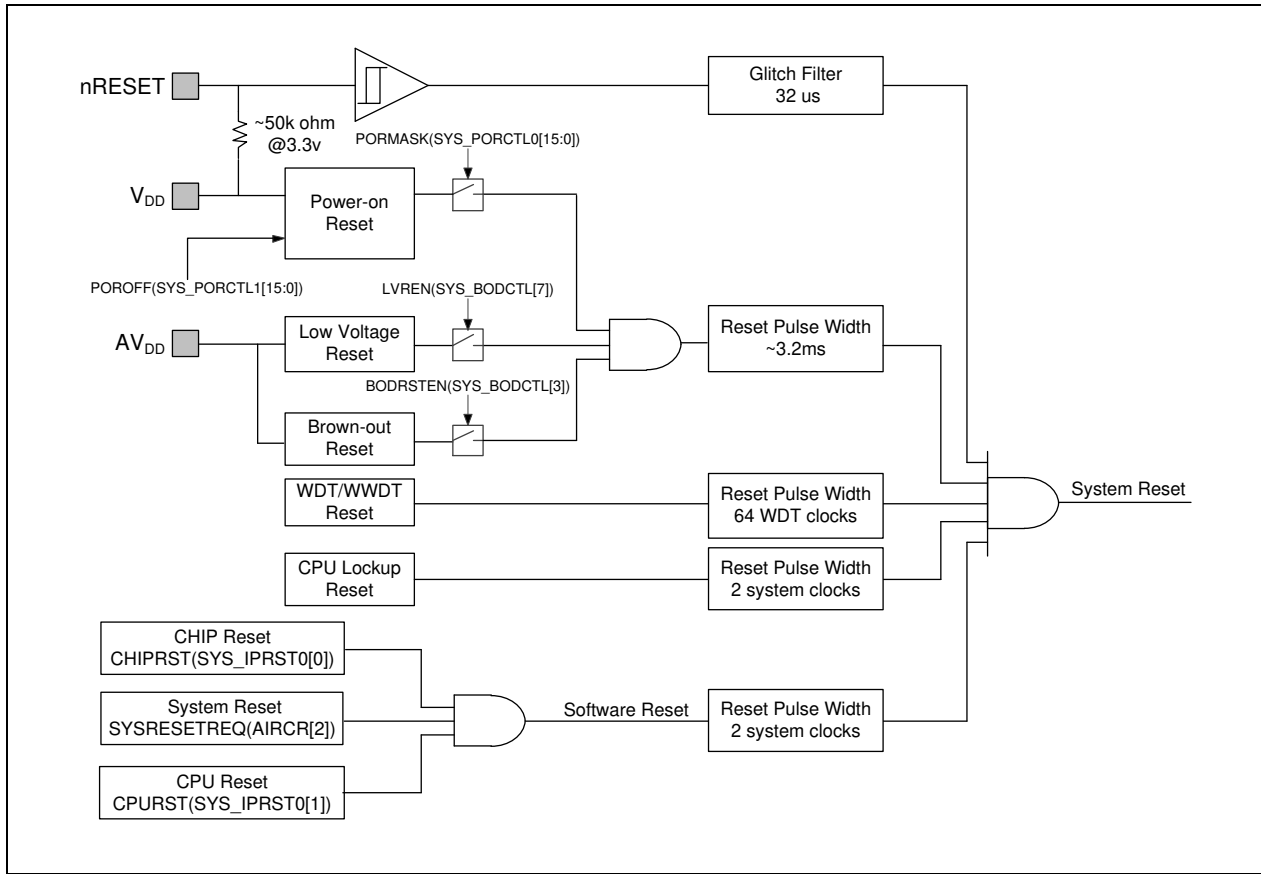 nRESET
~50k ohm
@3.3v
Glitch Filter
32 us
PORMASK(SYS_PORCTL0[15:0])
VDD
Power-on
Reset
POROFF(SYS_PORCTL1[15:0])
LVREN(SYS_BODCTL[7])
AVDD
Low Voltage
Reset
Reset Pulse Width
~3.2ms
BODRSTEN(SYS_BODCTL[3])
Brown-out
Reset
WDT/WWDT
Reset
Reset Pulse Width
64 WDT clocks
System Reset
CPU Lockup
Reset
Reset Pulse Width
2 system clocks
CHIP Reset
CHIPRST(SYS_IPRST0[0])
System Reset
SYSRESETREQ(AIRCR[2])
Software Reset
Reset Pulse Width
2 system clocks
CPU Reset
CPURST(SYS_IPRST0[1])